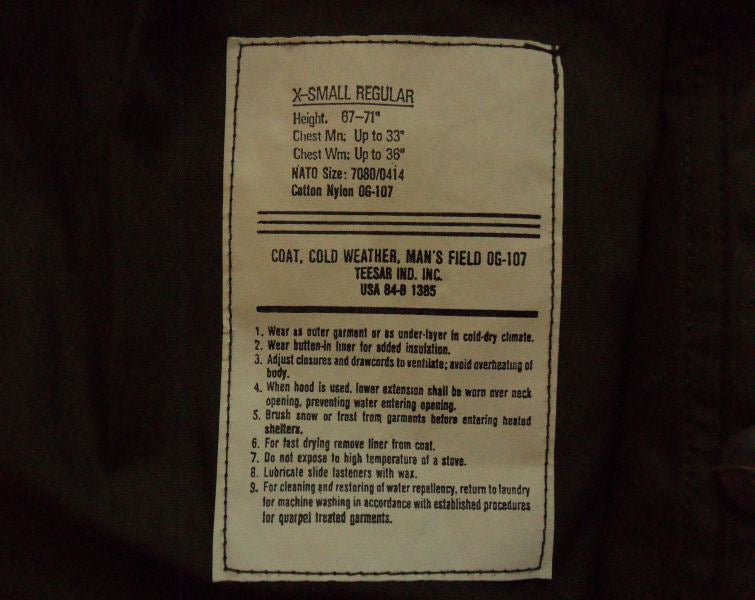 X-SMALL REGULAR
Height. 67-71"
Chest Mn: Up to 33"
Chest Wm: Up to 36"
NATO Size: 7080/0414
Cotton Nylon OG-107
COAT, COLD WEATHER, MAN'S FIELD OG-107
TEESAR IND. INC.
USA 84-B 1385
1. Wear as outer garment or as under-layer in cold-dry climate.
2. Wear button-in liner for added insulation.
3. Adjust closures and drawcords to ventilate; avoid overheating of
body.
4. When hood is used, lower extension shall be worn over neck
opening, preventing water entering opening.
5. Brush snow or frost from garments before entering heated
shelters.
6. For fast drying remove liner from coat.
7. Do not expose to high temperature of a stove.
8. Lubricate slide fasteners with wax.
9. For cleaning and restoring of water repellency, return to laundry
for machine washing in accordance with established procedures
for quarpel treated garments.